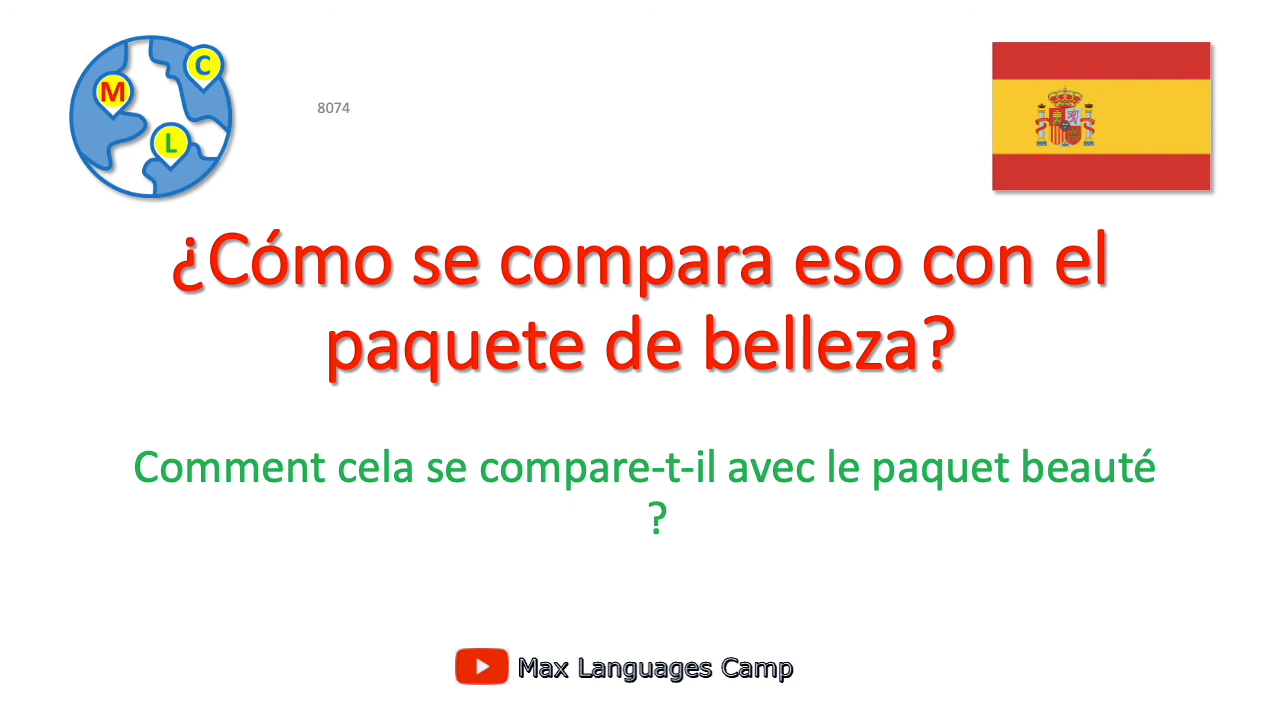 C
M
L
8074
¿Cómo se compara eso con el
paquete de belleza?
Comment cela se compare-t-il avec le paquet beauté
?
Max Languages Camp